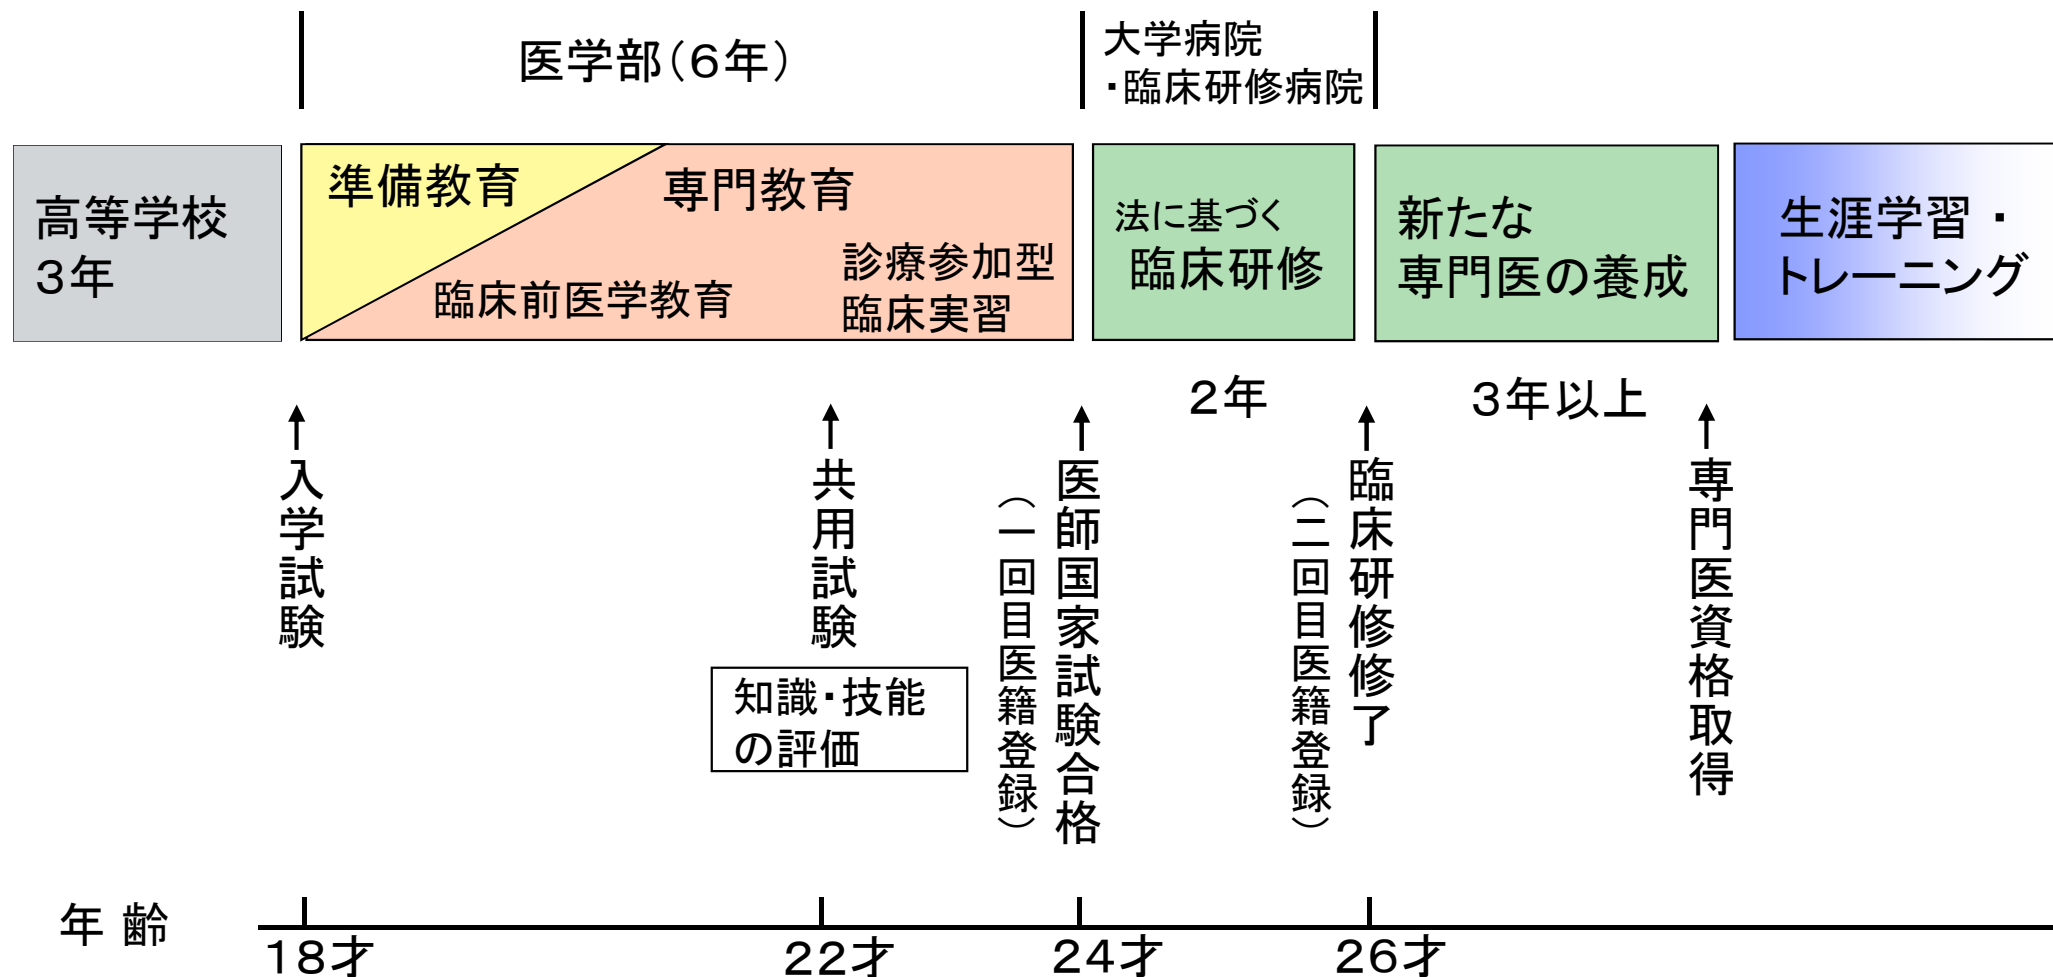 医学部（６年）
大学病院
・臨床研修病院
高等学校
３年
準備教育
専門教育
臨床前医学教育
診療参加型
臨床実習
法に基づく
臨床研修
新たな
専門医の養成
生涯学習・
トレーニング
２年
３年以上
入学試験
共用試験
知識・技能
の評価
医師国家試験合格
（一回目医籍登録）
臨床研修修了
（二回目医籍登録）
専門医資格取得
年 齢
18才
22才
24才
26才